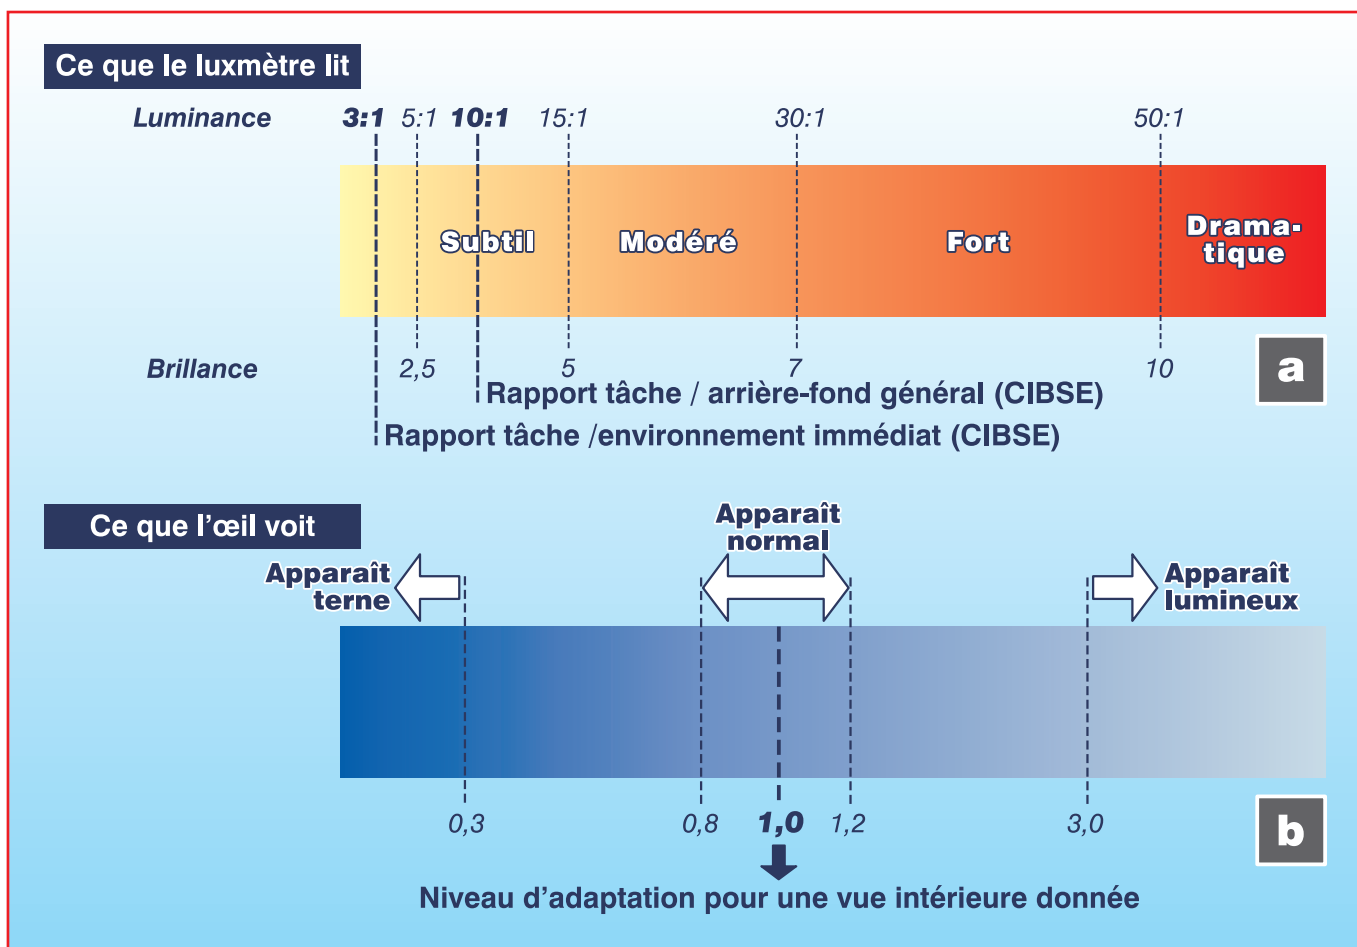 Ce que le luxmètre lit
Luminance 3:1 5:1 10:1 15:1 30:1 50:1
Subtil Modéré Fort Drama-
tique
Brillance 2,5 5 7 10
a
Rapport tâche / arrière-fond général (CIBSE)
Rapport tâche /environnement immédiat (CIBSE)
Ce que l’œil voit
Apparaît
terne
Apparaît
normal
Apparaît
lumineux
0,3 0,8 1,0 1,2 3,0
b
Niveau d’adaptation pour une vue intérieure donnée